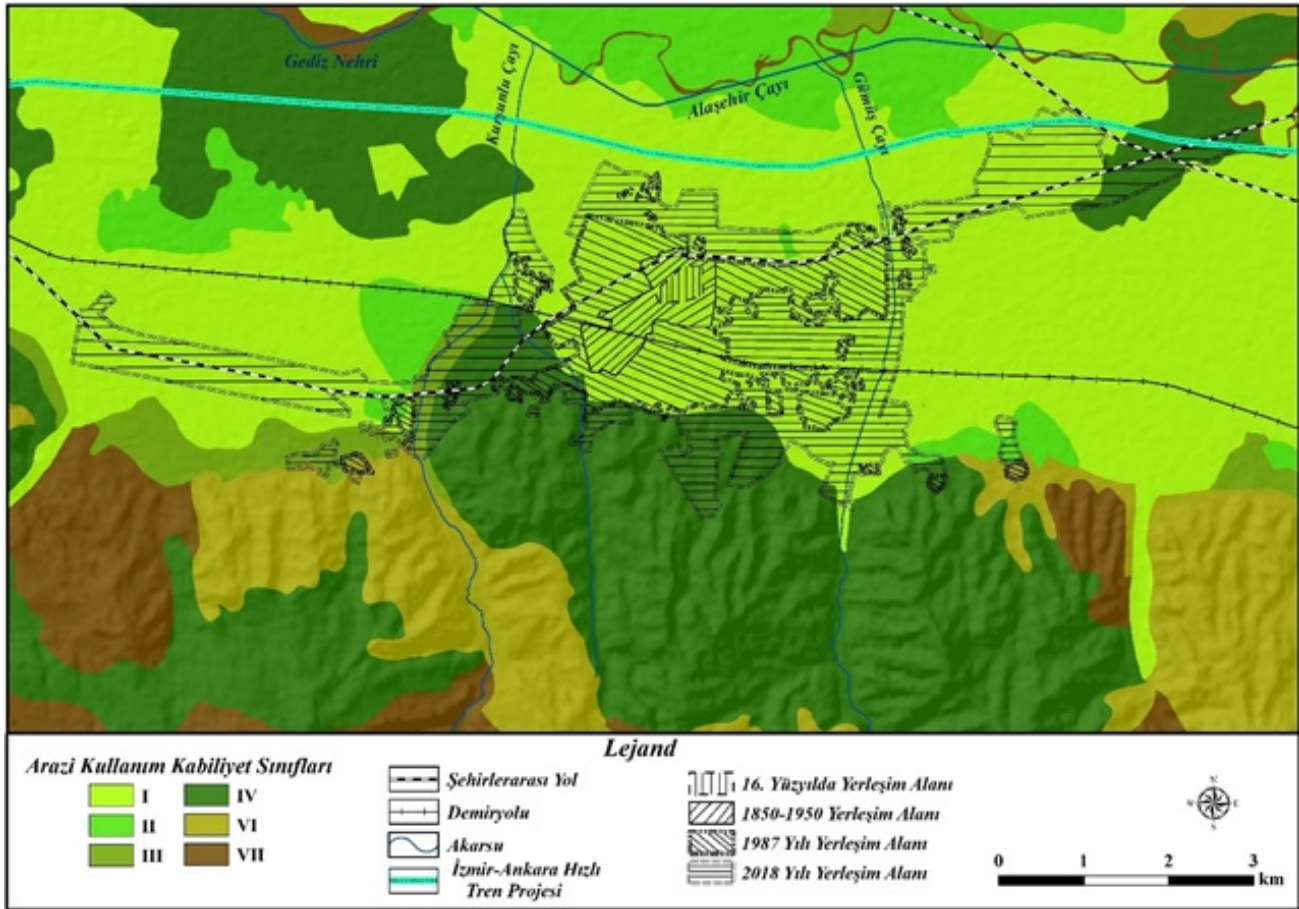 Gediz Nehri
Kurşunlu Çayı
Alaşehir Çayı
Gümüş Çayı
Lejand
Arazi Kullanım Kabiliyet Sınıfları
I
II
III
IV
VI
VII
Şehirlerarası Yol
Demiryolu
Akarsu
İzmir-Ankara Hızlı
Tren Projesi
16. Yüzyılda Yerleşim Alanı
1850-1950 Yerleşim Alanı
1987 Yılı Yerleşim Alanı
2018 Yılı Yerleşim Alanı
N
W
E
S
0 1 2 3
km